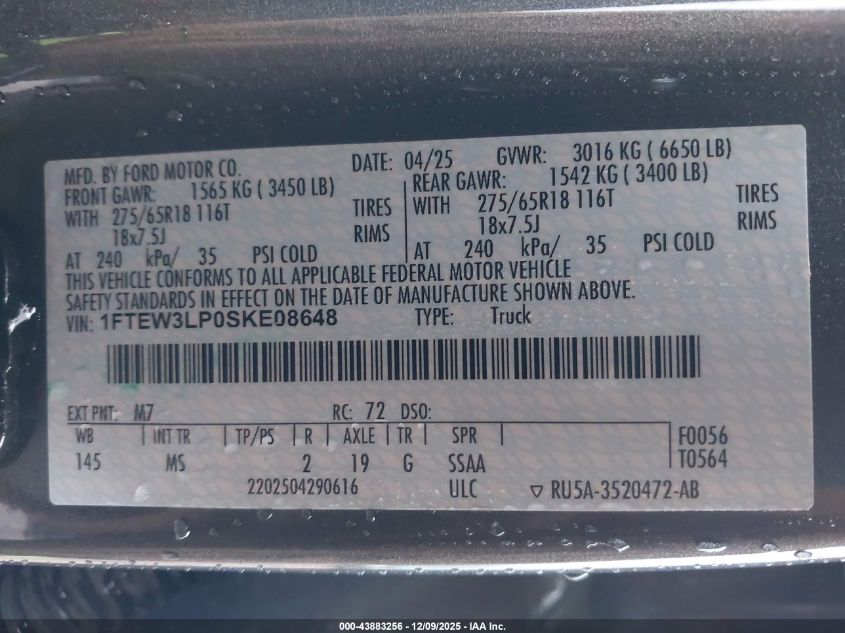 MFD. BY FORD MOTOR CO. DATE: 04/25 GVWR: 3016 KG ( 6650 LB)
FRONT GAWR: 1565 KG ( 3450 LB) REAR GAWR: 1542 KG ( 3400 LB)
WITH 275/65R18 116T TIRES WITH 275/65R18 116T TIRES
18x7.5J RIMS 18x7.5J RIMS
AT 240 kPa/ 35 PSI COLD AT 240 kPa/ 35 PSI COLD
THIS VEHICLE CONFORMS TO ALL APPLICABLE FEDERAL MOTOR VEHICLE
SAFETY STANDARDS IN EFFECT ON THE DATE OF MANUFACTURE SHOWN ABOVE.
VIN: 1FTEW3LP0SKE08648 TYPE: Truck
EXT PNT: M7 RC: 72 DSO:
WB INT TR TP/PS R AXLE TR SPR F0056
145 MS 2 19 G SSAA T0564
2202504290616 ULC ▽ RU5A-3520472-AB
000-43883256 - 12/09/2025 - IAA Inc.